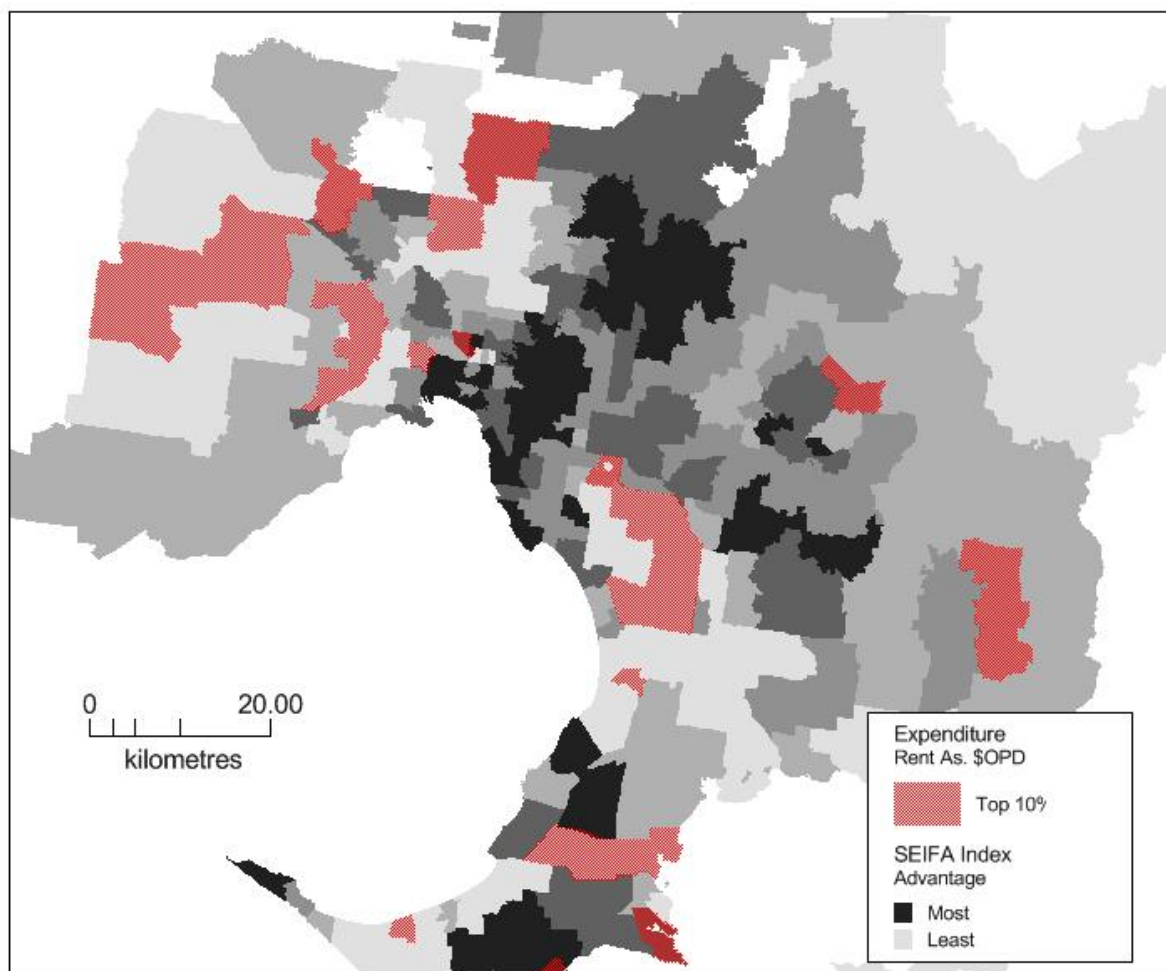 0 20.00
kilometres
Expenditure
Rent As. $OPD
Top 10%
SEIFA Index
Advantage
Most
Least